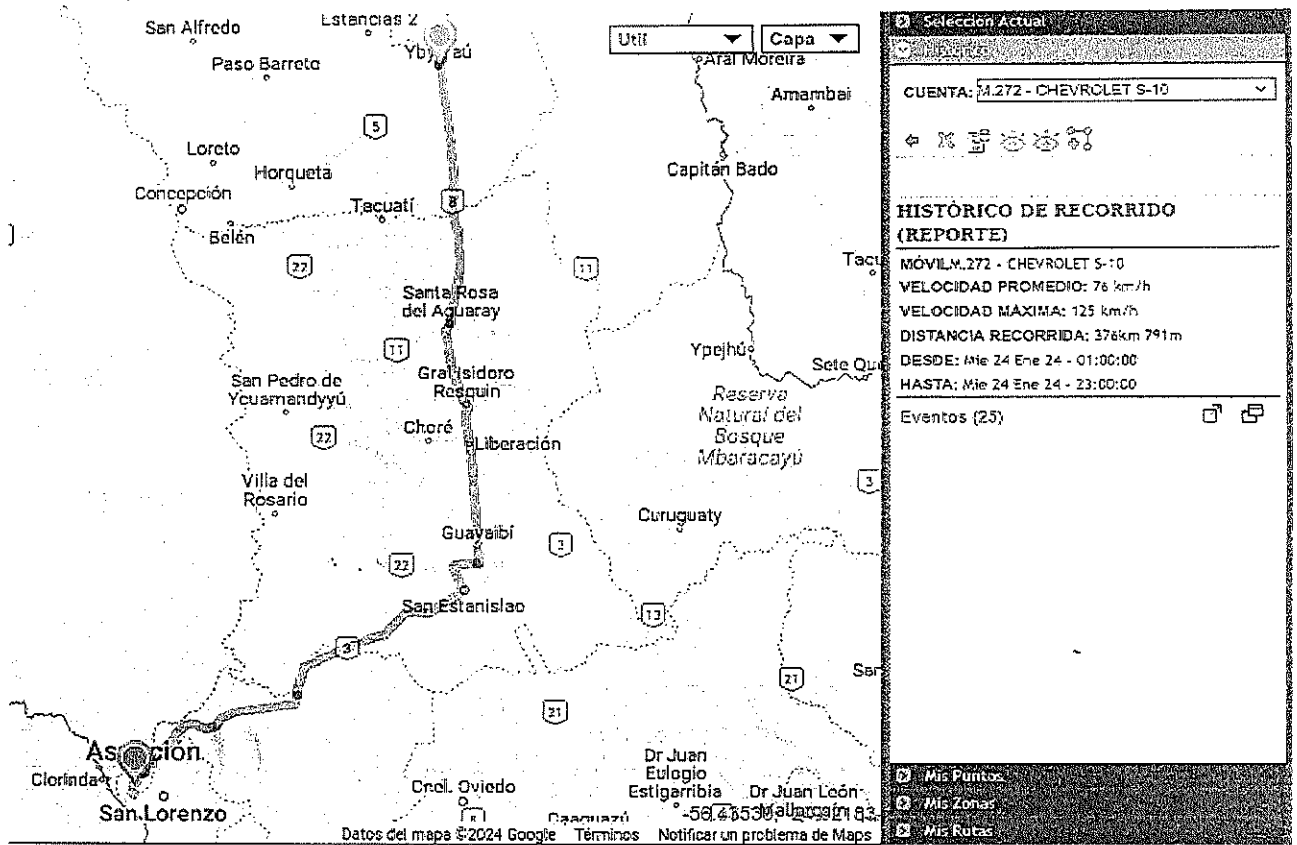 San Alfredo
Estancias 2
Paso Barreto
Util
Capa
Aral Moreira
Amambai
5
Loreto
Horqueta
Concepción
Tacuatí
8
Belén
Capitán Bado
22
11
Santa Rosa
del Aguaray
11
Ypejhú
Sete
San Pedro de
Ycuamandyyú
Gral Isidoro
Resquin
Reserva
Natural del
Bosque
Mbaracayú
22
Choré
Liberación
3
Villa del
Rosario
Curuguaty
Guayaibí
3
22
San Estanislao
13
3
21
21
Clorinda
San Lorenzo
Cnel. Oviedo
Dr Juan
Eulogio
Estigarribia
Dr Juan León
Caaguazú
Datos del mapa ©2024 Google Términos Notificar un problema de Maps
Selección Actual
CUENTA: M.272 - CHEVROLET S-10
HISTÓRICO DE RECORRIDO
(REPORTE)
MÓVIL M.272 - CHEVROLET S-10
VELOCIDAD PROMEDIO: 76 km/h
VELOCIDAD MÁXIMA: 125 km/h
DISTANCIA RECORRIDA: 376km 791m
DESDE: Mie 24 Ene 24 - 01:00:00
HASTA: Mie 24 Ene 24 - 23:00:00
Eventos (25)
Mis Puntos
Mis Zonas
Mis Rutas